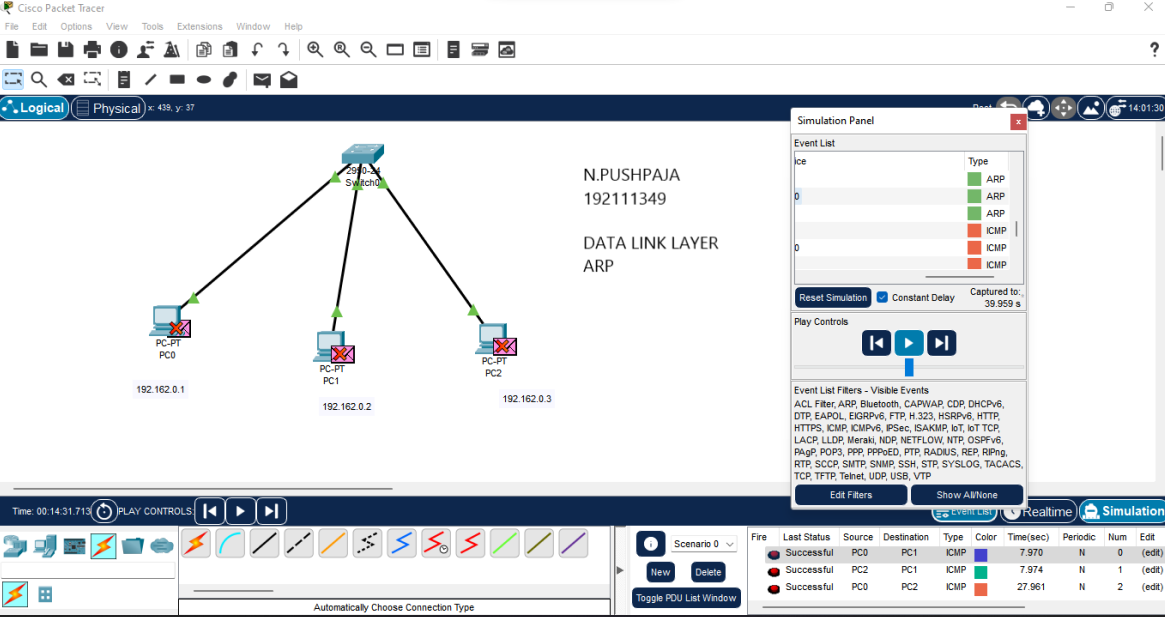 Cisco Packet Tracer
File Edit Options View Tools Extensions Window Help
?
Logical Physical x: 439, y: 37
14:01:30
2950-24
Switch0
N.PUSHPAJA
192111349
DATA LINK LAYER
ARP
PC-PT
PC0
192.162.0.1
PC-PT
PC1
192.162.0.2
PC-PT
PC2
192.162.0.3
Simulation Panel
x
Event List
ice Type
ARP
0 ARP
ARP
ICMP
0 ICMP
ICMP
Reset Simulation Constant Delay Captured to:
39.959 s
Play Controls
Event List Filters - Visible Events
ACL Filter, ARP, Bluetooth, CAPWAP, CDP, DHCPv6,
DTP, EAPOL, EIGRPv6, FTP, H.323, HSRPv6, HTTP,
HTTPS, ICMP, ICMPv6, IPSec, ISAKMP, IoT, IoT TCP,
LACP, LLDP, Meraki, NDP, NETFLOW, NTP, OSPFv6,
PAgP, POP3, PPP, PPPoED, PTP, RADIUS, REP, RIPng,
RTP, SCCP, SMTP, SNMP, SSH, STP, SYSLOG, TACACS,
TCP, TFTP, Telnet, UDP, USB, VTP
Edit Filters Show All/None
Time: 00:14:31.713 PLAY CONTROLS:
Event List Realtime Simulation
Automatically Choose Connection Type
Scenario 0
New Delete
Toggle PDU List Window
Fire Last Status Source Destination Type Color Time(sec) Periodic Num Edit
Successful PC0 PC1 ICMP 7.970 N 0 (edit)
Successful PC2 PC1 ICMP 7.974 N 1 (edit)
Successful PC0 PC2 ICMP 27.961 N 2 (edit)